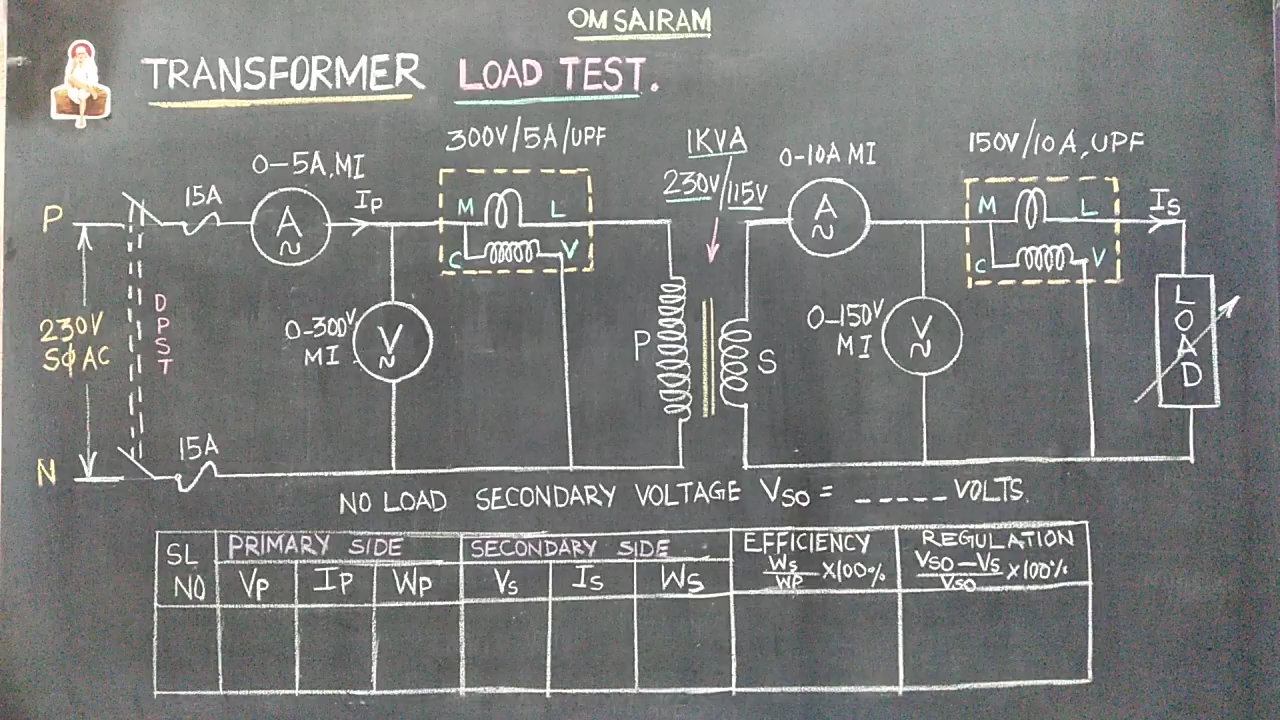 OM SAIRAM
TRANSFORMER LOAD TEST.
300V/5A/UPF
1KVA
230V/115V
0-10A MI
150V/10A, UPF
0-5A, MI
15A
P
A
~
IP
M L
C V
A
~
M L
C V
IS
230V
Sφ AC
DPST
0-300V
MI
V
~
P
S
0-150V
MI
V
~
LOAD
N
15A
NO LOAD SECONDARY VOLTAGE VSO = ----- VOLTS.
SL NO
PRIMARY SIDE
VP IP WP
SECONDARY SIDE
VS IS WS
EFFICIENCY
WS/WP X100%
REGULATION
VSO-VS/VSO X100%